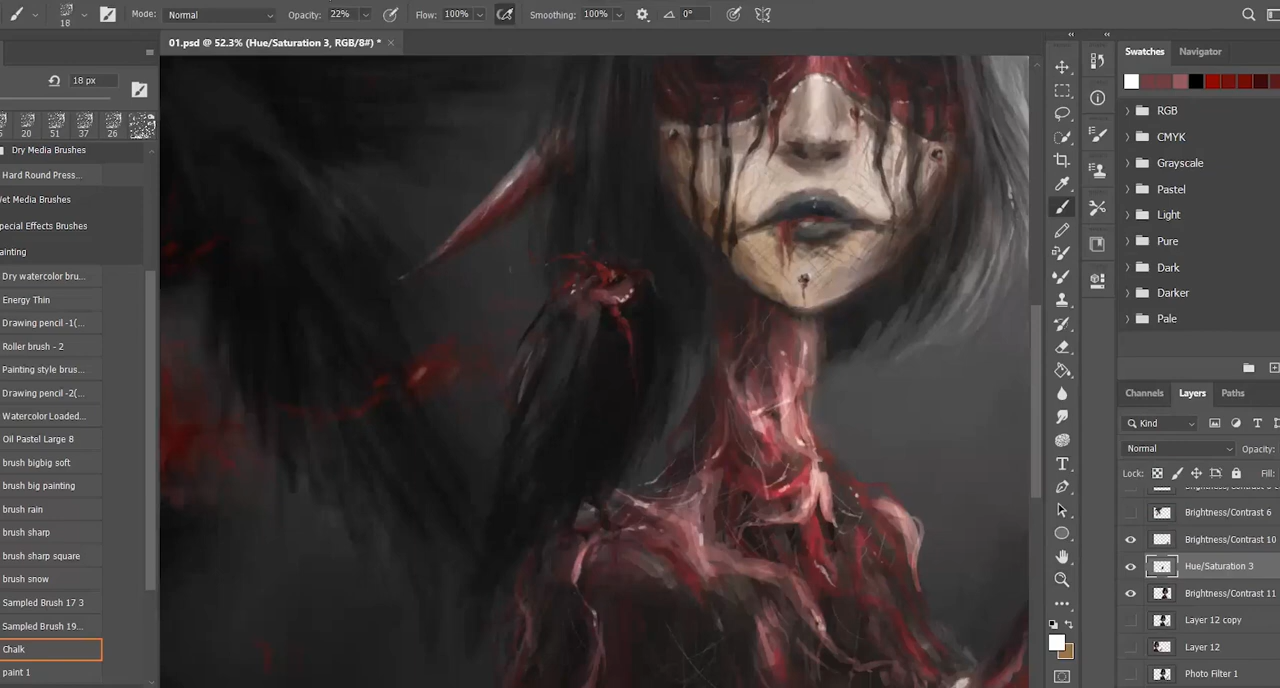 18 Mode: Normal Opacity: 22% Flow: 100% Smoothing: 100% 0°
01.psd @ 52.3% (Hue/Saturation 3, RGB/8#) * ×
18 px
20 51 37 26
Dry Media Brushes
Hard Round Press...
Wet Media Brushes
pecial Effects Brushes
ainting
Dry watercolor bru...
Energy Thin
Drawing pencil -1(...
Roller brush - 2
Painting style brus...
Drawing pencil -2(...
Watercolor Loaded...
Oil Pastel Large 8
brush bigbig soft
brush big painting
brush rain
brush sharp
brush sharp square
brush snow
Sampled Brush 17 3
Sampled Brush 19...
Chalk
paint 1
Swatches Navigator
RGB
CMYK
Grayscale
Pastel
Light
Pure
Dark
Darker
Pale
Channels Layers Paths
Kind
Normal Opacity:
Lock: Fill:
Brightness/Contrast 6
Brightness/Contrast 10
Hue/Saturation 3
Brightness/Contrast 11
Layer 12 copy
Layer 12
Photo Filter 1